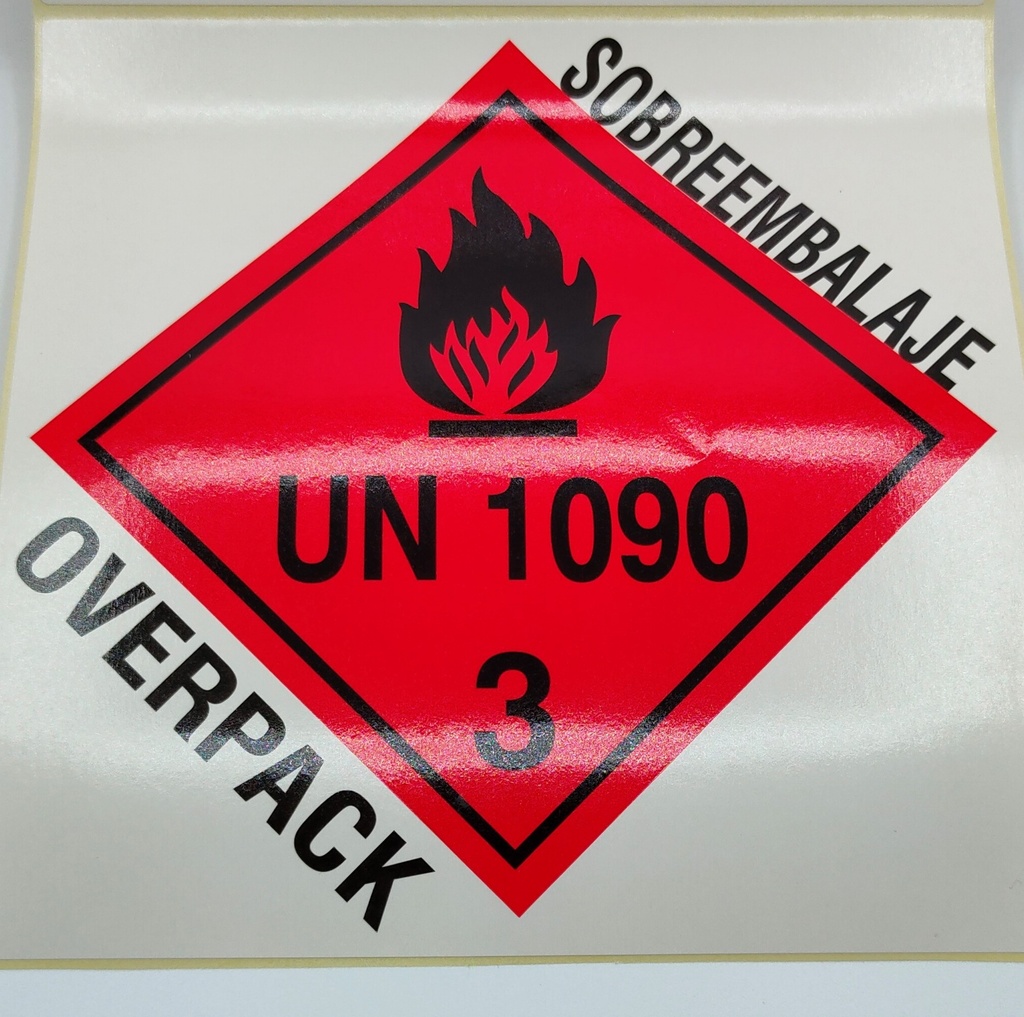 SOBREEMBALAJE
UN 1090
3
OVERPACK